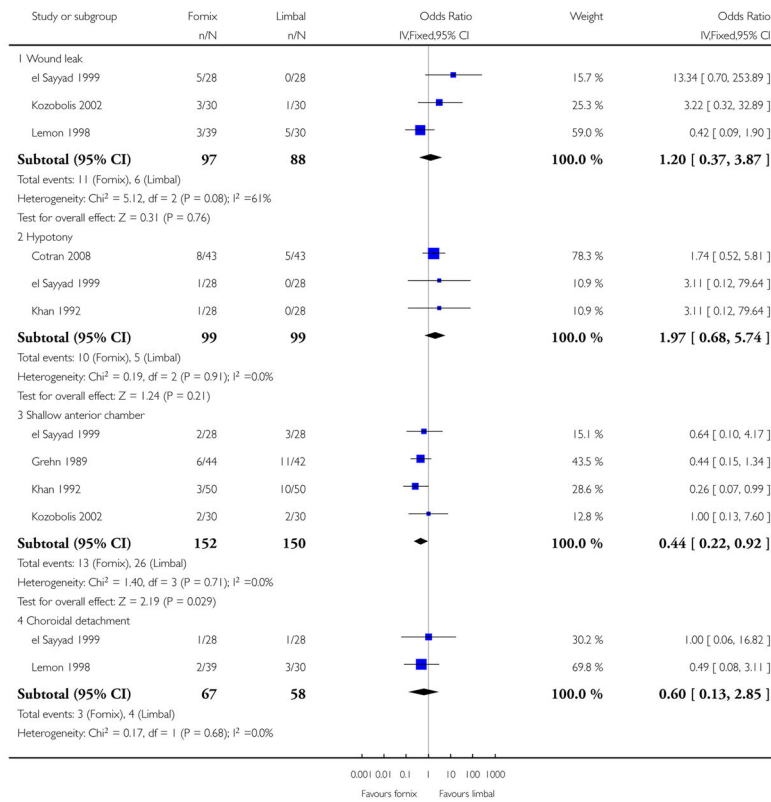 Study or subgroup Fornix Limbal Odds Ratio Weight Odds Ratio
n/N n/N IV,Fixed,95% CI IV,Fixed,95% CI
1 Wound leak
el Sayyad 1999 5/28 0/28 15.7 % 13.34 [ 0.70, 253.89 ]
Kozobolis 2002 3/30 1/30 25.3 % 3.22 [ 0.32, 32.89 ]
Lemon 1998 3/39 5/30 59.0 % 0.42 [ 0.09, 1.90 ]
Subtotal (95% CI) 97 88 100.0 % 1.20 [ 0.37, 3.87 ]
Total events: 11 (Fornix), 6 (Limbal)
Heterogeneity: Chi² = 5.12, df = 2 (P = 0.08); I² =61%
Test for overall effect: Z = 0.31 (P = 0.76)
2 Hypotony
Cotran 2008 8/43 5/43 78.3 % 1.74 [ 0.52, 5.81 ]
el Sayyad 1999 1/28 0/28 10.9 % 3.11 [ 0.12, 79.64 ]
Khan 1992 1/28 0/28 10.9 % 3.11 [ 0.12, 79.64 ]
Subtotal (95% CI) 99 99 100.0 % 1.97 [ 0.68, 5.74 ]
Total events: 10 (Fornix), 5 (Limbal)
Heterogeneity: Chi² = 0.19, df = 2 (P = 0.91); I² =0.0%
Test for overall effect: Z = 1.24 (P = 0.21)
3 Shallow anterior chamber
el Sayyad 1999 2/28 3/28 15.1 % 0.64 [ 0.10, 4.17 ]
Grehn 1989 6/44 11/42 43.5 % 0.44 [ 0.15, 1.34 ]
Khan 1992 3/50 10/50 28.6 % 0.26 [ 0.07, 0.99 ]
Kozobolis 2002 2/30 2/30 12.8 % 1.00 [ 0.13, 7.60 ]
Subtotal (95% CI) 152 150 100.0 % 0.44 [ 0.22, 0.92 ]
Total events: 13 (Fornix), 26 (Limbal)
Heterogeneity: Chi² = 1.40, df = 3 (P = 0.71); I² =0.0%
Test for overall effect: Z = 2.19 (P = 0.029)
4 Choroidal detachment
el Sayyad 1999 1/28 1/28 30.2 % 1.00 [ 0.06, 16.82 ]
Lemon 1998 2/39 3/30 69.8 % 0.49 [ 0.08, 3.11 ]
Subtotal (95% CI) 67 58 100.0 % 0.60 [ 0.13, 2.85 ]
Total events: 3 (Fornix), 4 (Limbal)
Heterogeneity: Chi² = 0.17, df = 1 (P = 0.68); I² =0.0%
0.001 0.01 0.1 1 10 100 1000
Favours fornix Favours limbal